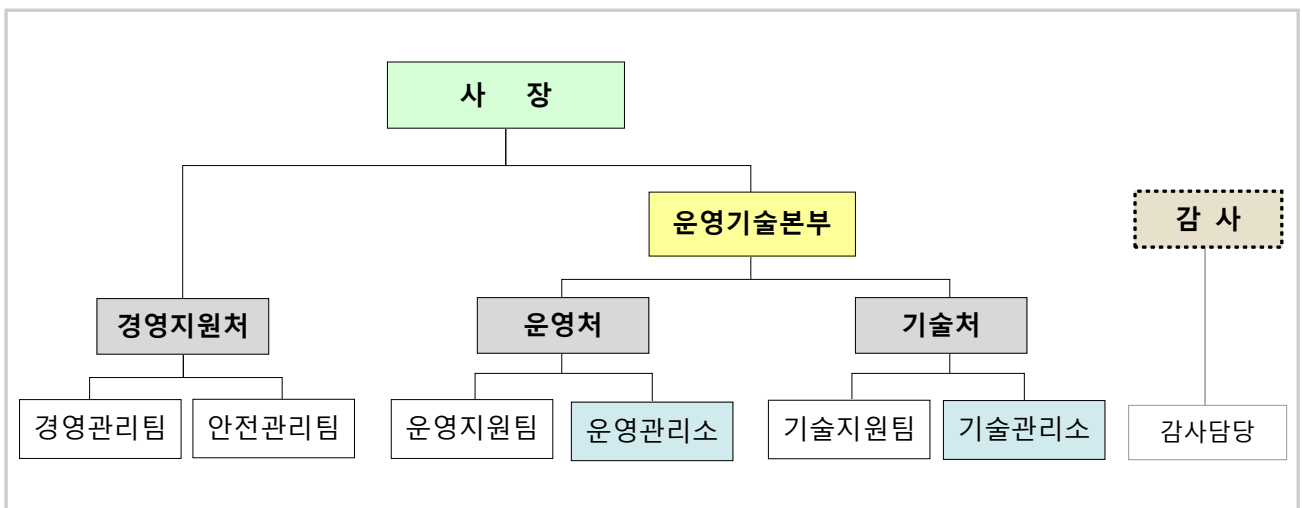 사 장
운영기술본부
감 사
경영지원처
운영처
기술처
경영관리팀
안전관리팀
운영지원팀
운영관리소
기술지원팀
기술관리소
감사담당